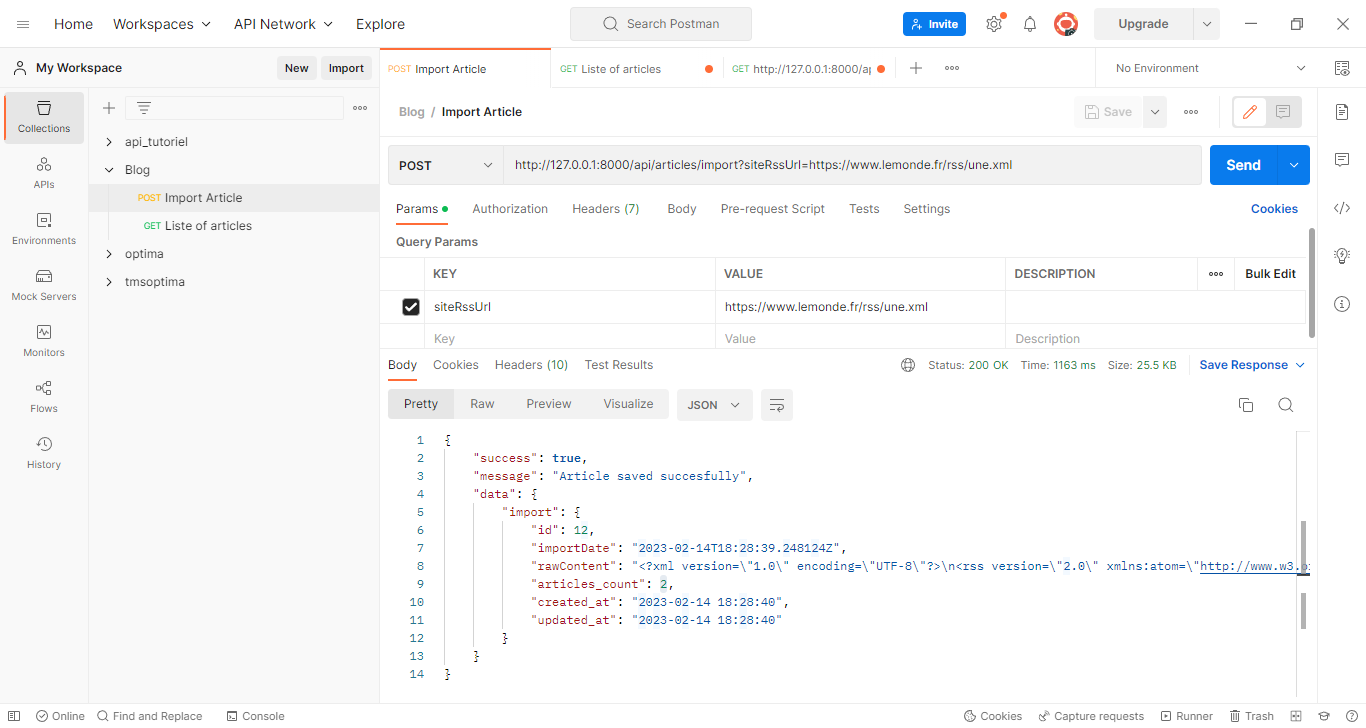 Home Workspaces API Network Explore Search Postman Invite Upgrade
My Workspace New Import
POST Import Article GET Liste of articles GET http://127.0.0.1:8000/a No Environment
Collections
APIs
Environments
Mock Servers
Monitors
Flows
History
api_tutoriel
Blog
POST Import Article
GET Liste of articles
optima
tmsoptima
Blog / Import Article Save
POST http://127.0.0.1:8000/api/articles/import?siteRssUrl=https://www.lemonde.fr/rss/une.xml Send
Params Authorization Headers (7) Body Pre-request Script Tests Settings Cookies
Query Params
KEY VALUE DESCRIPTION Bulk Edit
siteRssUrl https://www.lemonde.fr/rss/une.xml
Key Value Description
Body Cookies Headers (10) Test Results Status: 200 OK Time: 1163 ms Size: 25.5 KB Save Response
Pretty Raw Preview Visualize JSON
1 {
2 "success": true,
3 "message": "Article saved succesfully",
4 "data": {
5 "import": {
6 "id": 12,
7 "importDate": "2023-02-14T18:28:39.248124Z",
8 "rawContent": "<?xml version=\"1.0\" encoding=\"UTF-8\"?>\n<rss version=\"2.0\" xmlns:atom=\"http://www.w3.o
9 "articles_count": 2,
10 "created_at": "2023-02-14 18:28:40",
11 "updated_at": "2023-02-14 18:28:40"
12 }
13 }
14 }
Online Find and Replace Console Cookies Capture requests Runner Trash